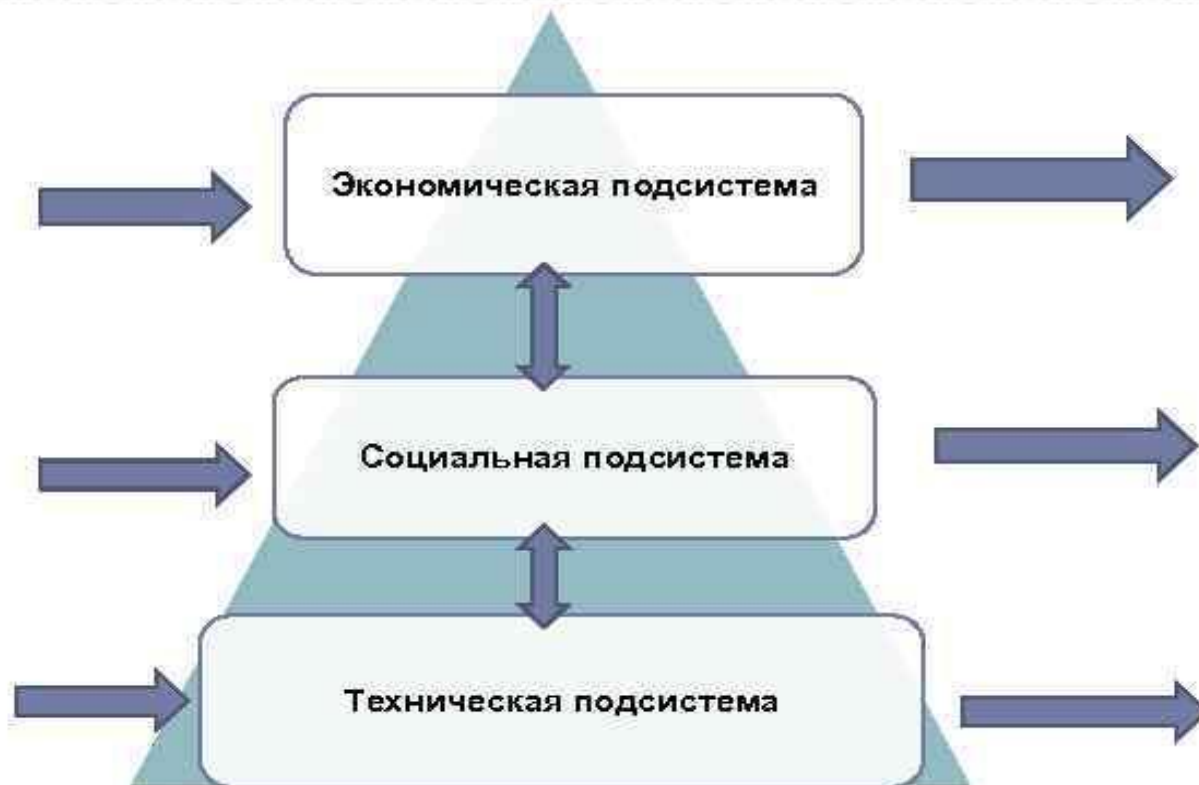 Экономическая подсистема
Социальная подсистема
Техническая подсистема